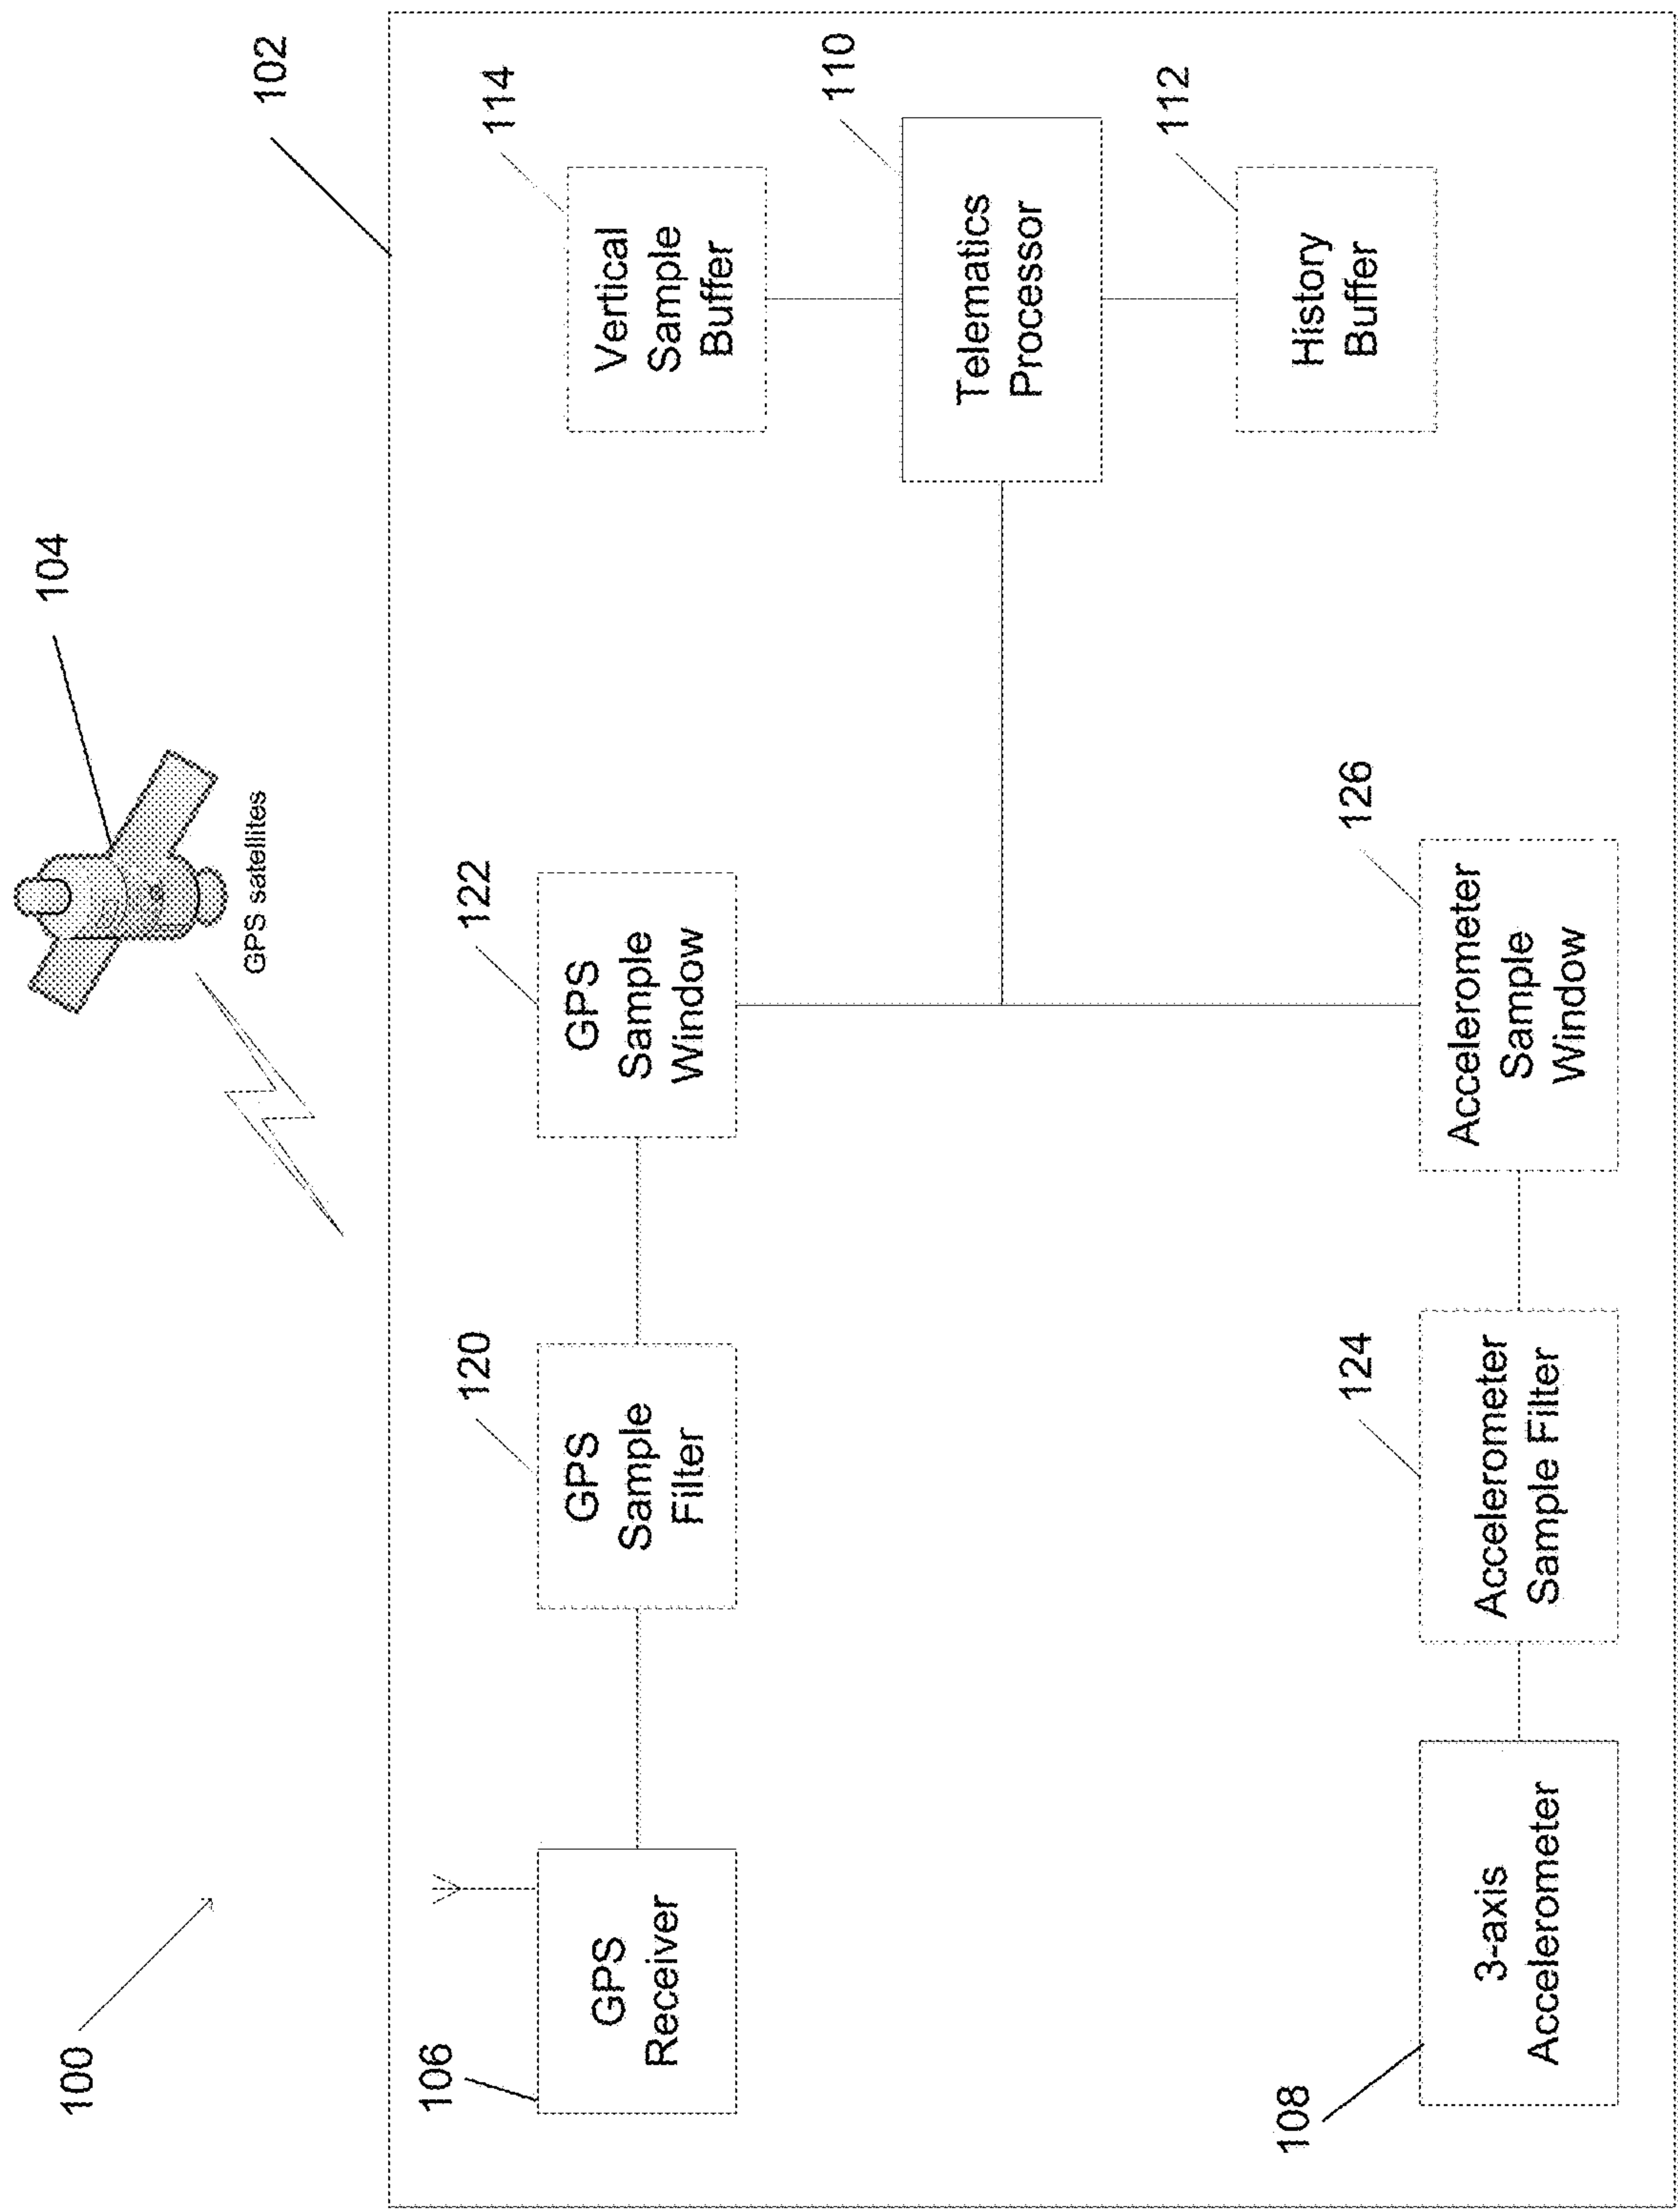 100
104
GPS satellites
102
106
GPS
Receiver
120
GPS
Sample
Filter
122
GPS
Sample
Window
114
Vertical
Sample
Buffer
110
Telematics
Processor
112
History
Buffer
108
3-axis
Accelerometer
124
Accelerometer
Sample Filter
126
Accelerometer
Sample
Window